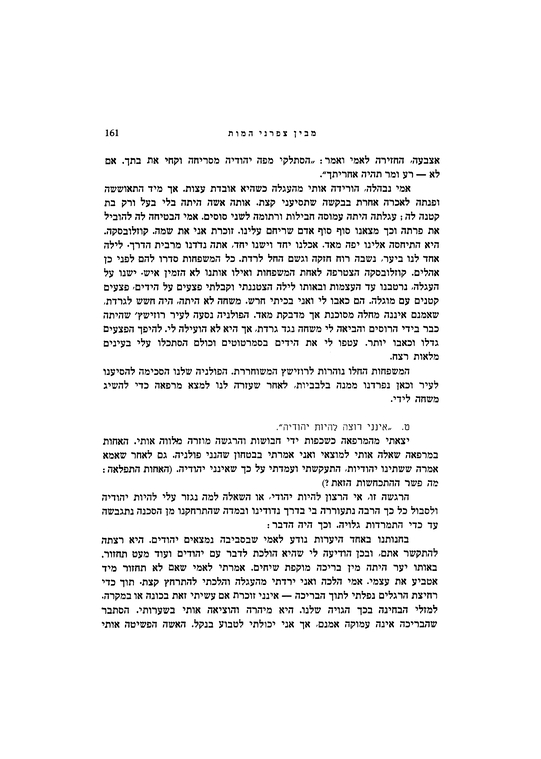 מבין צפרני המות 161
אצבעה, החזירה לאמי ואמר: „הסתלקי מפה יהודיה מסריחה וקחי את בתך. אם
לא — רע ומר תהיה אחריתך".
אמי נבהלה, הורידה אותי מהעגלה כשהיא אובדת עצות. אך מיד התאוששה
ופנתה לאכרה אחרת בבקשה שתסיעני קצת. אותה אשה היתה בלי בעל ורק בת
קטנה לה; עגלתה היתה עמוסה חבילות ורתומה לשני סוסים. אמי הבטיחה לה להוביל
את פרתה וכך מצאנו סוף סוף אדם שריחם עלינו. זוכרת אני את שמה. קוזלובסקה.
היא התיחסה אלינו יפה מאד. אכלנו יחד וישנו יחד, אתה נדדנו מרבית הדרך. לילה
אחד לנו ביער, נשבה רוח חזקה וגשם החל לרדת. כל המשפחות סדרו להם לפני כן
אהלים. קוזלובסקה הצטרפה לאחת המשפחות ואילו אותנו לא הזמין איש. ישנו על
העגלה, נרטבנו עד העצמות ובאותו לילה הצטננתי וקבלתי פצעים על הידים, פצעים
קטנים עם מוגלה. הם כאבו לי ואני בכיתי חרש. משחה לא היתה, היה חשש לגרדת,
שאמנם איננה מחלה מסוכנת אך מדבקת מאד. הפולניה נסעה לעיר רוזישץ' שהיתה
כבר בידי הרוסים והביאה לי משחה נגד גרדת, אך היא לא הועילה לי. להיפך הפצעים
גדלו וכאבו יותר. עטפו לי את הידים בסמרטוטים וכולם הסתכלו עלי בעינים
מלאות רצח.
המשפחות החלו נוהרות לרוזישץ המשוחררת. הפולניה שלנו הסכימה להסיענו
לעיר וכאן נפרדנו ממנה בלבביות, לאחר שעזרה לנו למצא מרפאה כדי להשיג
משחה לידי.
ט. „אינני רוצה להיות יהודיה".
יצאתי מהמרפאה כשכפות ידי חבושות והרגשה מוזרה מלווה אותי. האחות
במרפאה שאלה אותי למוצאי ואני אמרתי בבטחון שהנני פולניה. גם לאחר שאמא
אמרה ששתינו יהודיות, התעקשתי ועמדתי על כך שאינני יהודיה. (האחות התפלאה:
מה פשר ההתכחשות הזאת?)
הרגשה זו, אי הרצון להיות יהודי, או השאלה למה נגזר עלי להיות יהודיה
ולסבול כל כך הרבה נתעוררה בי בדרך נדודינו ובמדה שהתרחקנו מן הסכנה נתגבשה
עד כדי התמרדות גלויה. וכך היה הדבר:
בחנותנו באחד היערות נודע לאמי שבסביבה נמצאים יהודים. היא רצתה
להתקשר אתם, ובכן הודיעה לי שהיא הולכת לדבר עם יהודים ועוד מעט תחזור.
באותו יער היתה מין בריכה מוקפת שיחים. אמרתי לאמי שאם לא תחזור מיד
אטביע את עצמי. אמי הלכה ואני ירדתי מהעגלה והלכתי להתרחץ קצת. תוך כדי
רחיצת הרגלים נפלתי לתוך הבריכה — אינני זוכרת אם עשיתי זאת בכונה או במקרה.
למזלי הבחינה בכך הגויה שלנו. היא מיהרה והוציאה אותי בשערותי. הסתבר
שהבריכה אינה עמוקה אמנם, אך אני יכולתי לטבוע בנקל. האשה הפשיטה אותי